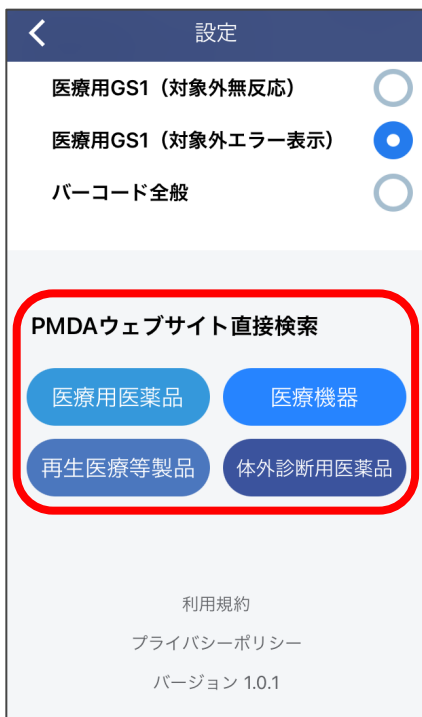 設定
医療用GS1（対象外無反応）
医療用GS1（対象外エラー表示）
バーコード全般
PMDAウェブサイト直接検索
医療用医薬品
医療機器
再生医療等製品
体外診断用医薬品
利用規約
プライバシーポリシー
バージョン 1.0.1